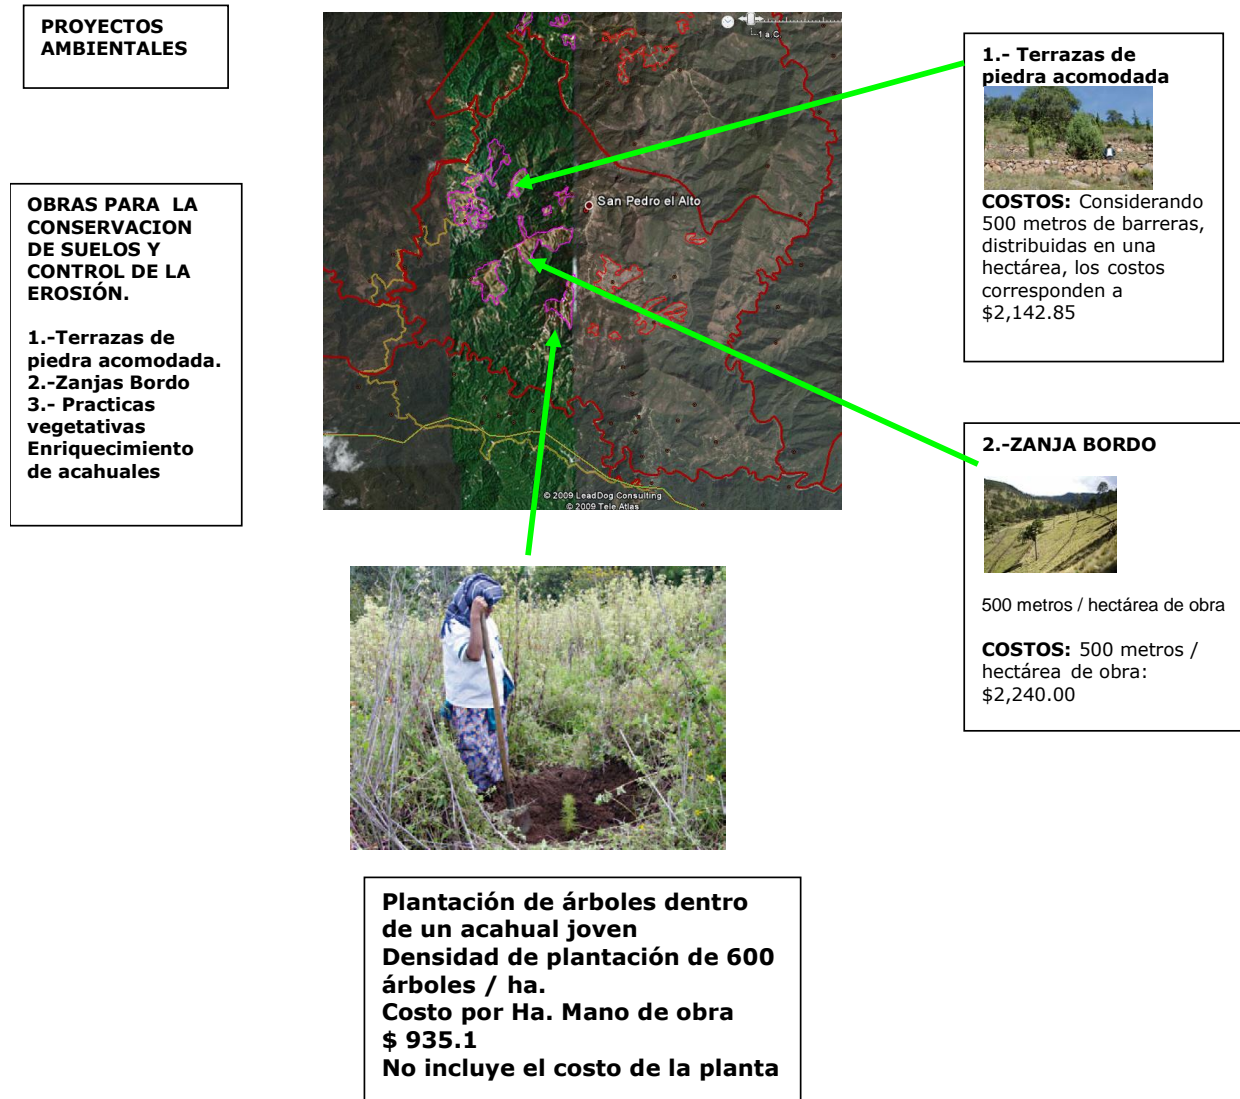 PROYECTOS
AMBIENTALES
OBRAS PARA LA
CONSERVACION
DE SUELOS Y
CONTROL DE LA
EROSIÓN.
1.-Terrazas de
piedra acomodada.
2.-Zanjas Bordo
3.- Practicas
vegetativas
Enriquecimiento
de acahuales
1 a.C.
San Pedro el Alto
© 2009 LeadDog Consulting
© 2009 Tele Atlas
1.- Terrazas de
piedra acomodada
COSTOS: Considerando
500 metros de barreras,
distribuidas en una
hectárea, los costos
corresponden a
$2,142.85
2.-ZANJA BORDO
500 metros / hectárea de obra
COSTOS: 500 metros /
hectárea de obra:
$2,240.00
Plantación de árboles dentro
de un acahual joven
Densidad de plantación de 600
árboles / ha.
Costo por Ha. Mano de obra
$ 935.1
No incluye el costo de la planta